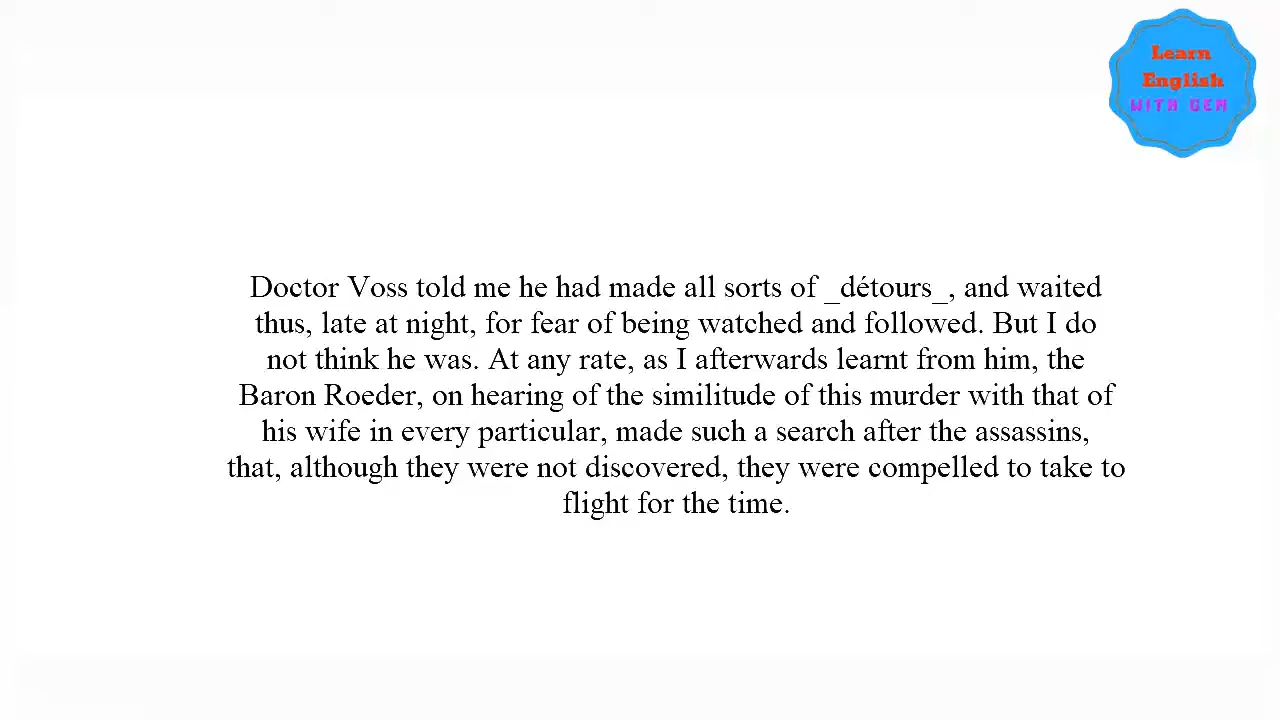 Learn
English
WITH GEM
Doctor Voss told me he had made all sorts of _détours_, and waited
thus, late at night, for fear of being watched and followed. But I do
not think he was. At any rate, as I afterwards learnt from him, the
Baron Roeder, on hearing of the similitude of this murder with that of
his wife in every particular, made such a search after the assassins,
that, although they were not discovered, they were compelled to take to
flight for the time.